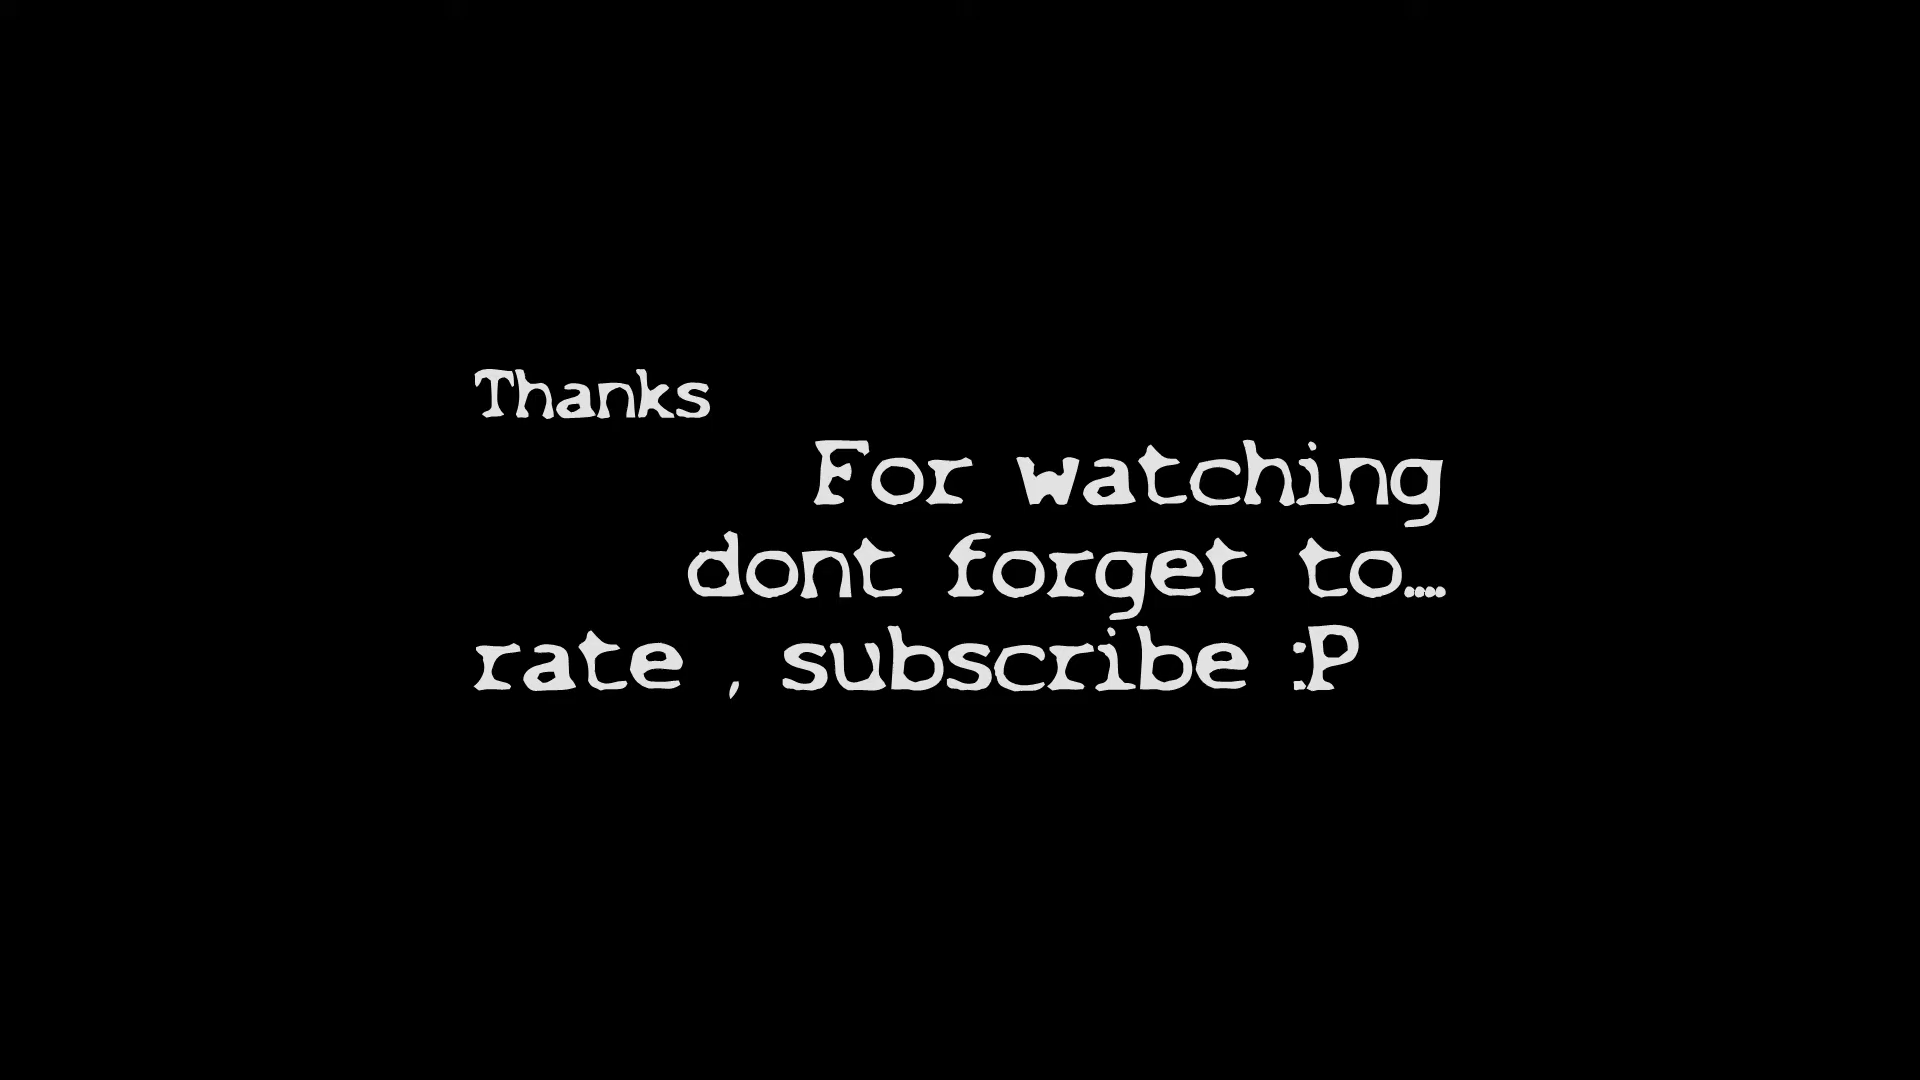 Thanks
For watching
dont forget to....
rate , subscribe :P